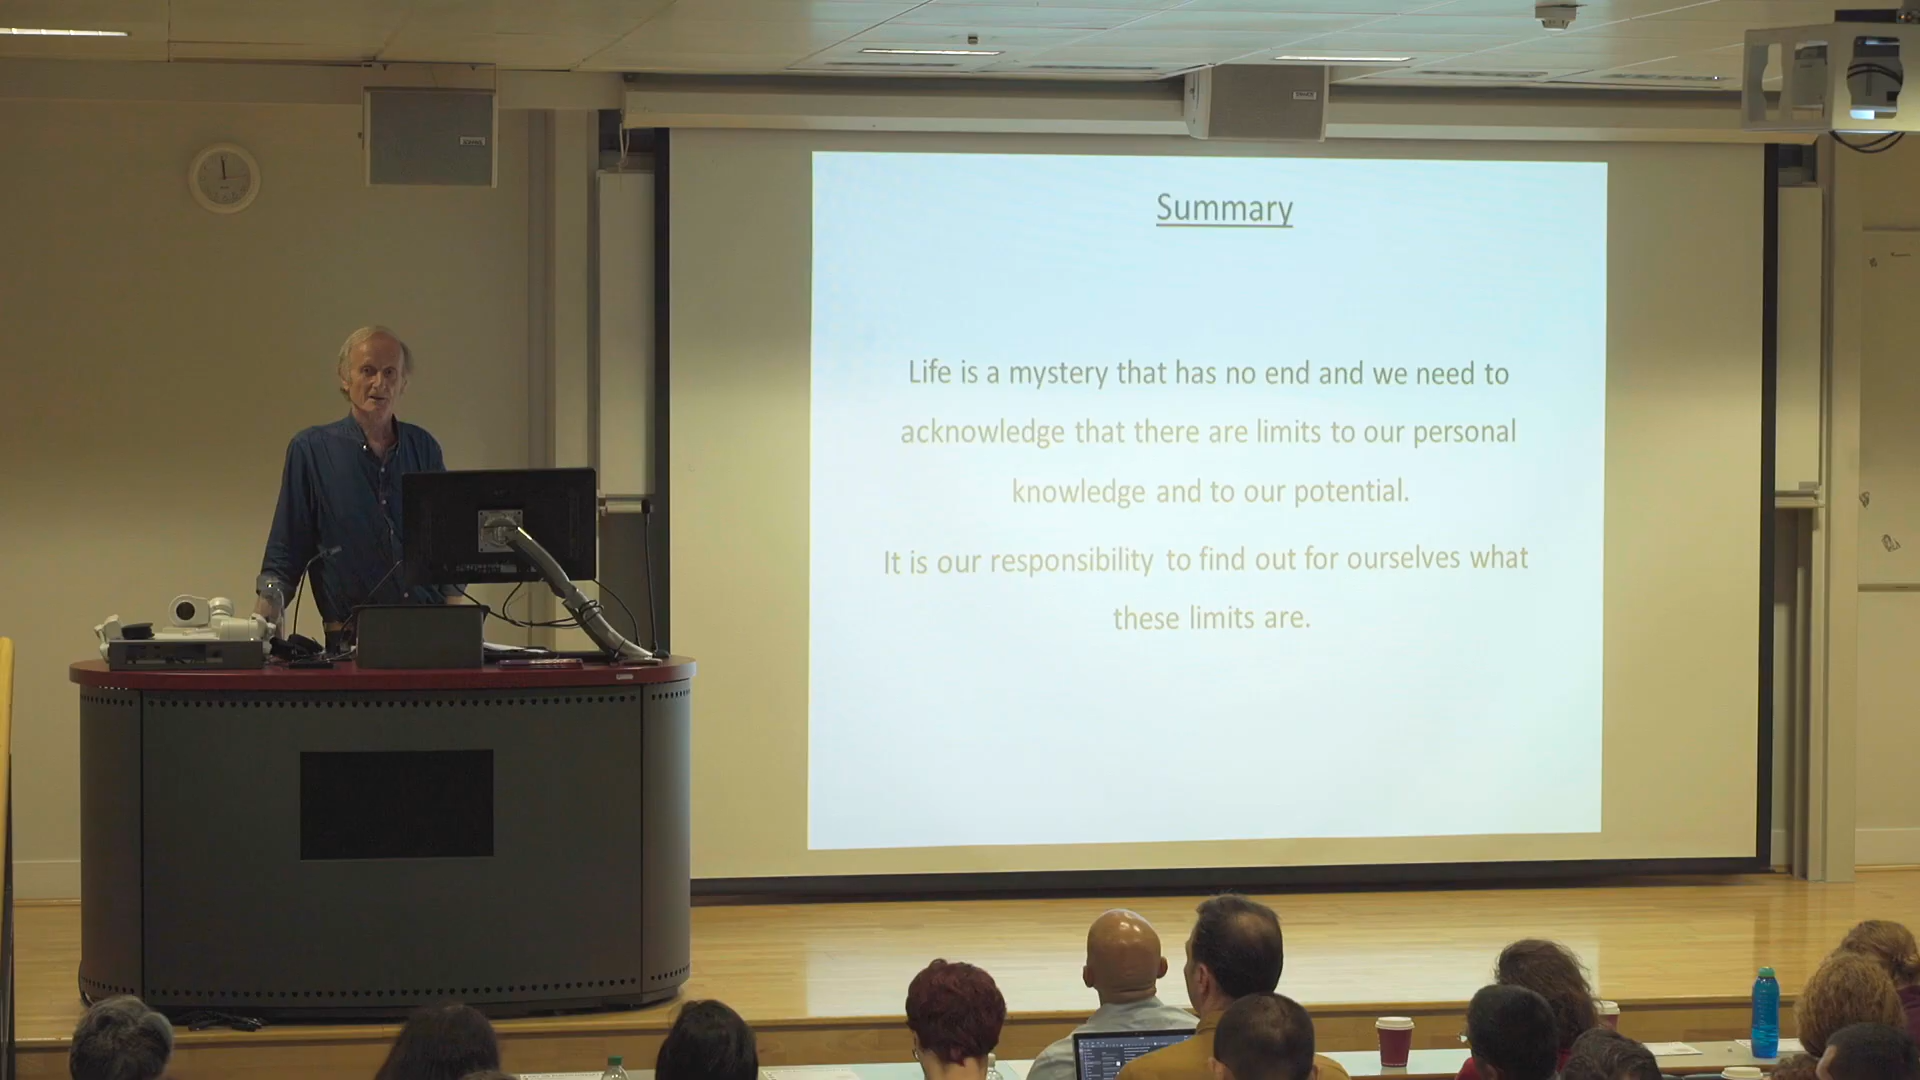 Summary
Life is a mystery that has no end and we need to
acknowledge that there are limits to our personal
knowledge and to our potential.
It is our responsibility to find out for ourselves what
these limits are.